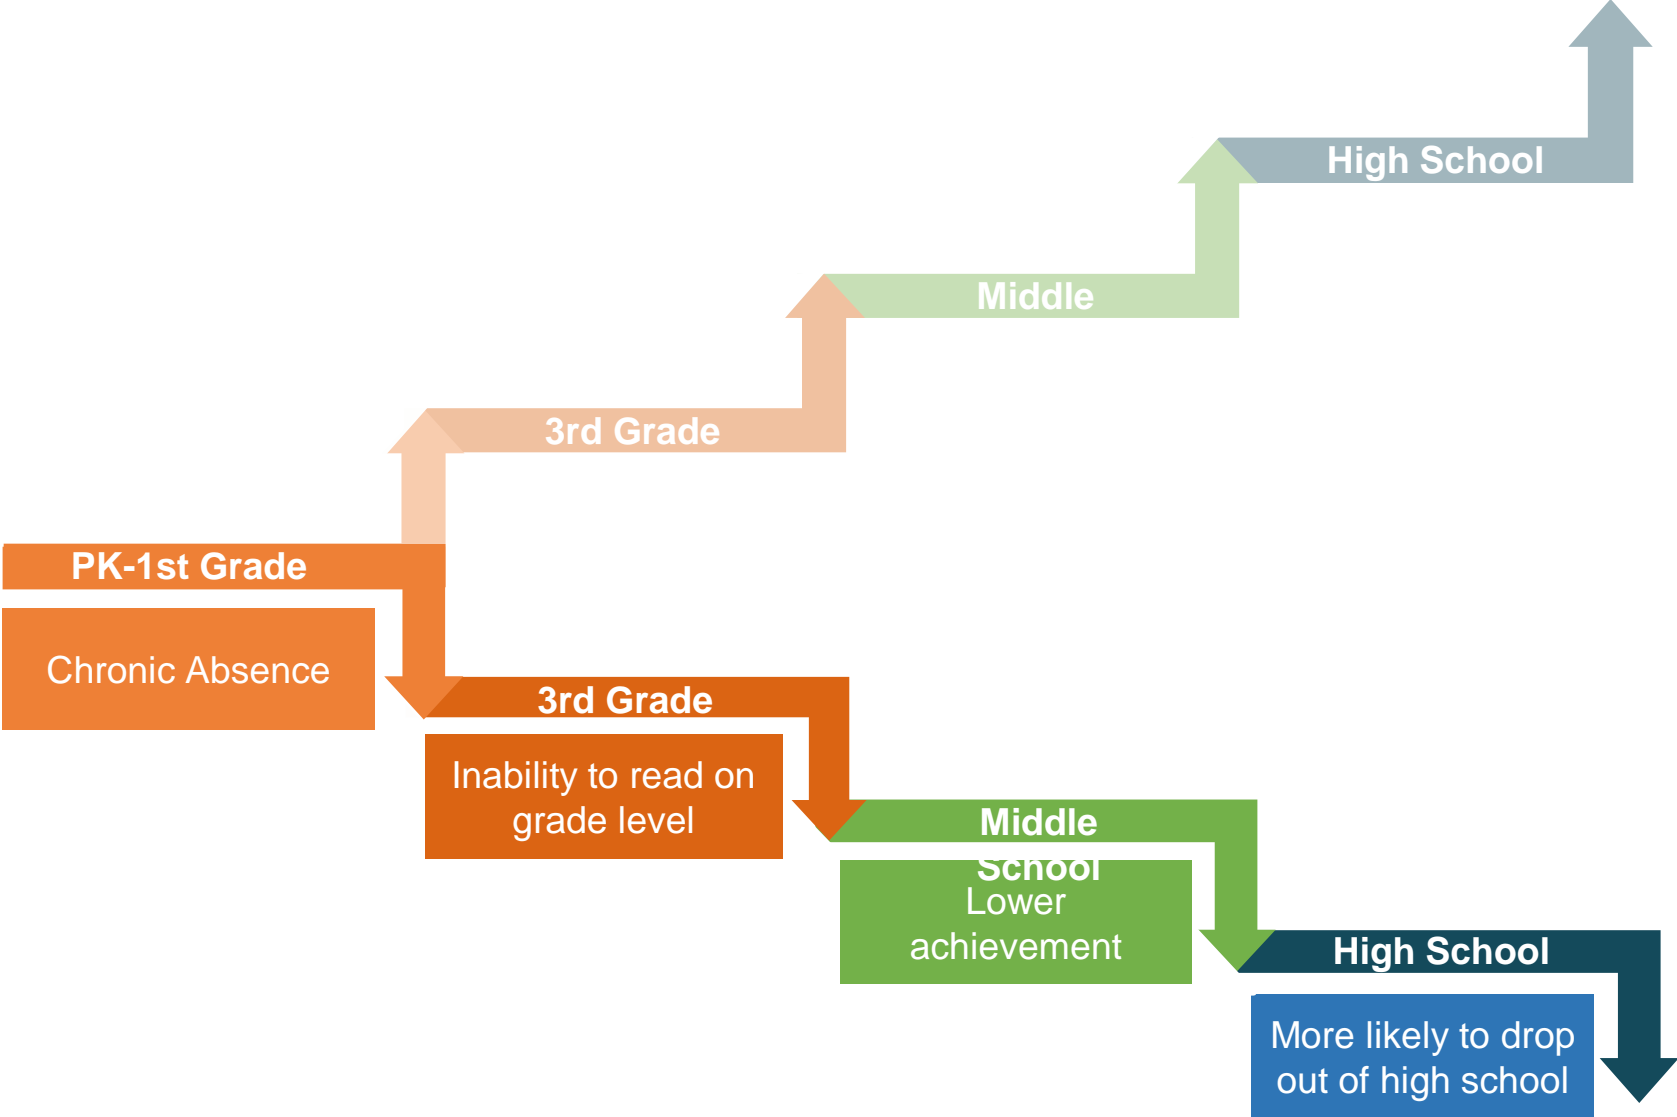 High School
Middle
3rd Grade
PK-1st Grade
Chronic Absence
3rd Grade
Inability to read on
grade level
Middle
School
Lower
achievement
High School
More likely to drop
out of high school